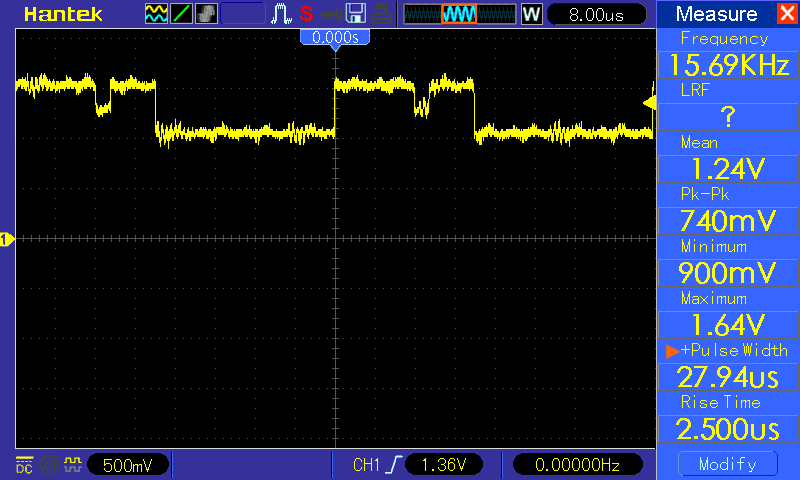 Hantek S W 8.00us Measure X
0.000s
Frequency
15.69KHz
LRF
?
Mean
1.24V
Pk-Pk
740mV
Minimum
900mV
Maximum
1.64V
+Pulse Width
27.94us
Rise Time
2.500us
Modify
1
DC 500mV CH1 1.36V 0.00000Hz